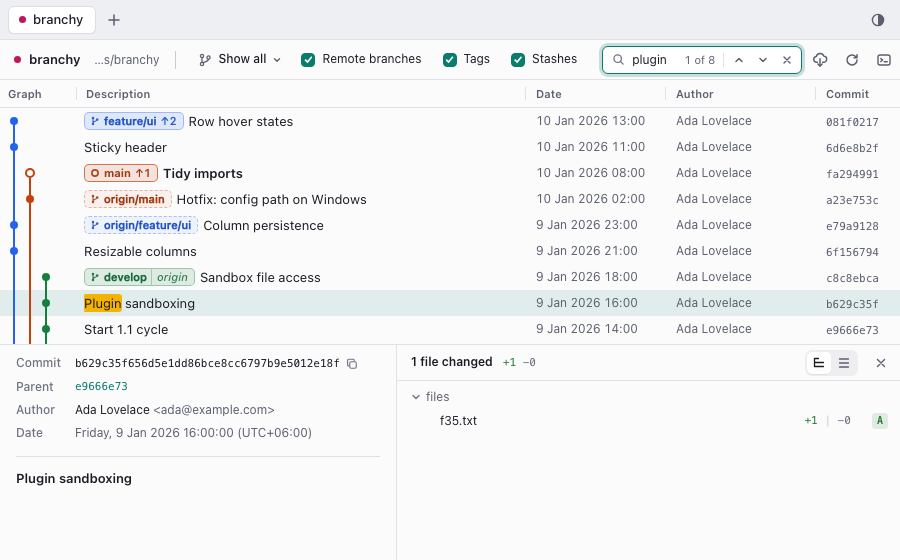 branchy
branchy ...s/branchy Show all Remote branches Tags Stashes plugin 1 of 8
Graph Description Date Author Commit
feature/ui ↑2 Row hover states 10 Jan 2026 13:00 Ada Lovelace 081f0217
Sticky header 10 Jan 2026 11:00 Ada Lovelace 6d6e8b2f
main ↑1 Tidy imports 10 Jan 2026 08:00 Ada Lovelace fa294991
origin/main Hotfix: config path on Windows 10 Jan 2026 02:00 Ada Lovelace a23e753c
origin/feature/ui Column persistence 9 Jan 2026 23:00 Ada Lovelace e79a9128
Resizable columns 9 Jan 2026 21:00 Ada Lovelace 6f156794
develop origin Sandbox file access 9 Jan 2026 18:00 Ada Lovelace c8c8ebca
Plugin sandboxing 9 Jan 2026 16:00 Ada Lovelace b629c35f
Start 1.1 cycle 9 Jan 2026 14:00 Ada Lovelace e9666e73
Commit b629c35f656d5e1dd86bce8cc6797b9e5012e18f
Parent e9666e73
Author Ada Lovelace <ada@example.com>
Date Friday, 9 Jan 2026 16:00:00 (UTC+06:00)
Plugin sandboxing
1 file changed +1 −0
files
f35.txt +1 | −0 A